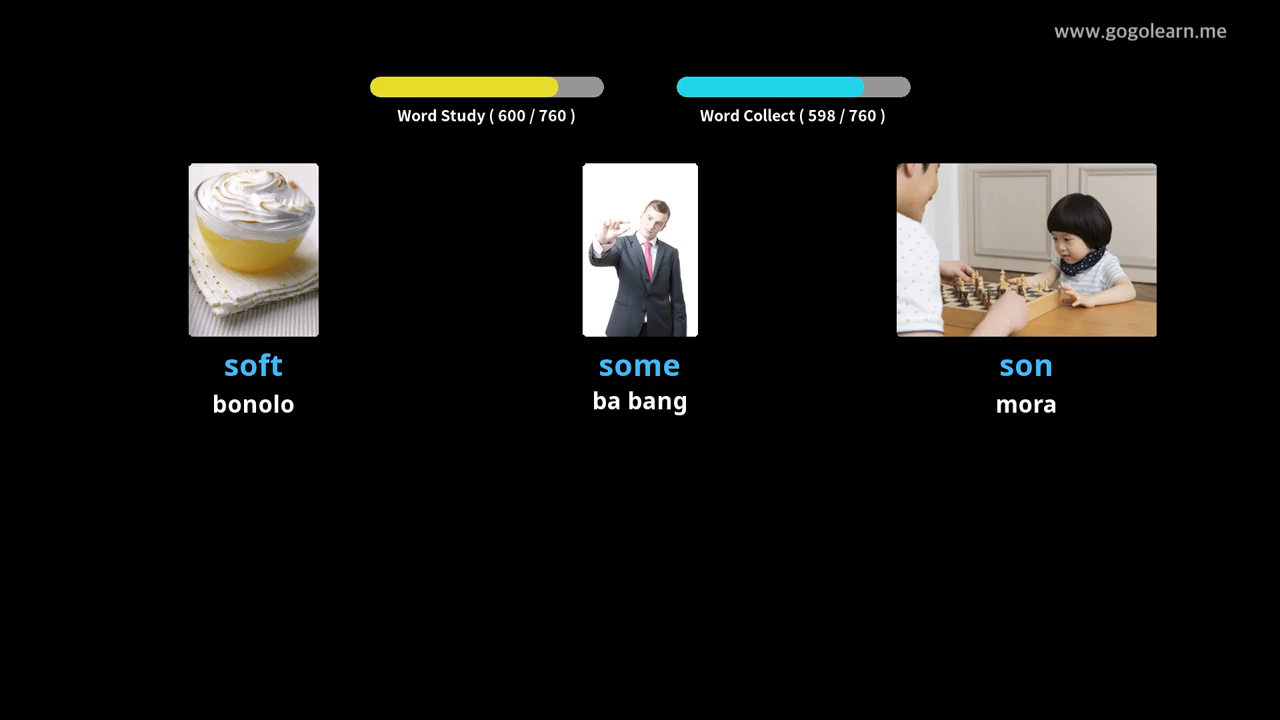 www.gogolearn.me
Word Study ( 600 / 760 )
Word Collect ( 598 / 760 )
soft
some
son
bonolo
ba bang
mora